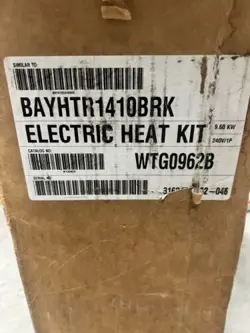 SIMILAR TO:
BAYHTR1410BRK
ELECTRIC HEAT KIT
9.60 KW
240V/1P
CATALOG NO:
WTG0962B
SERIAL NO: